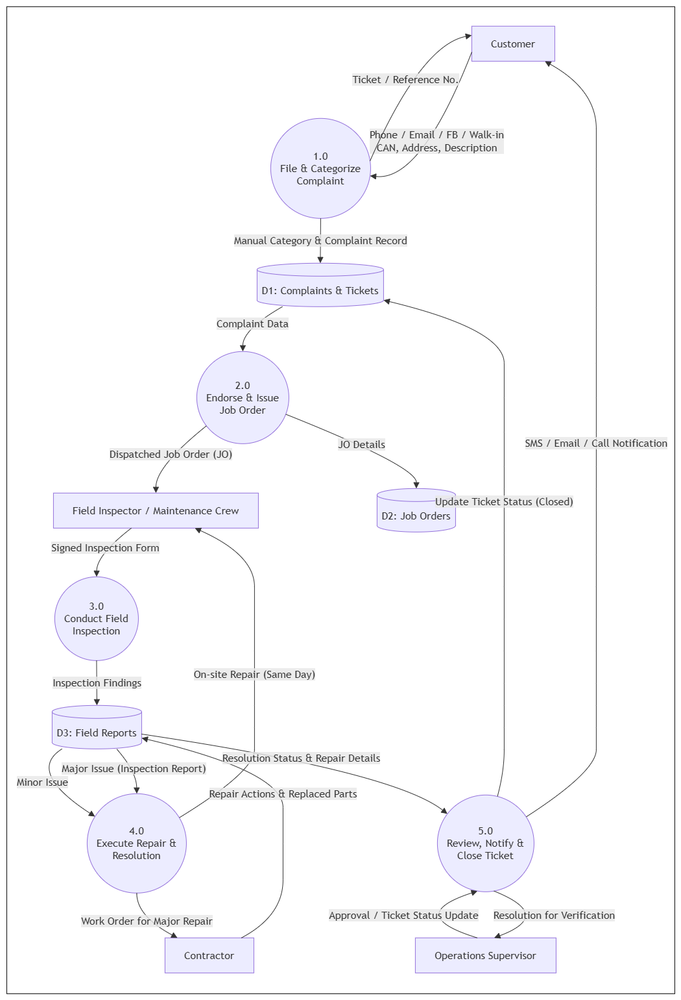 Customer
Ticket / Reference No.
Phone / Email / FB / Walk-in
CAN, Address, Description
1.0
File & Categorize
Complaint
Manual Category & Complaint Record
D1: Complaints & Tickets
Complaint Data
2.0
Endorse & Issue
Job Order
JO Details
SMS / Email / Call Notification
Dispatched Job Order (JO)
Update Ticket Status (Closed)
Field Inspector / Maintenance Crew
D2: Job Orders
Signed Inspection Form
3.0
Conduct Field
Inspection
On-site Repair (Same Day)
Inspection Findings
D3: Field Reports
Resolution Status & Repair Details
Major Issue (Inspection Report)
Minor Issue
Repair Actions & Replaced Parts
4.0
Execute Repair &
Resolution
5.0
Review, Notify &
Close Ticket
Work Order for Major Repair
Approval / Ticket Status Update
Resolution for Verification
Contractor
Operations Supervisor